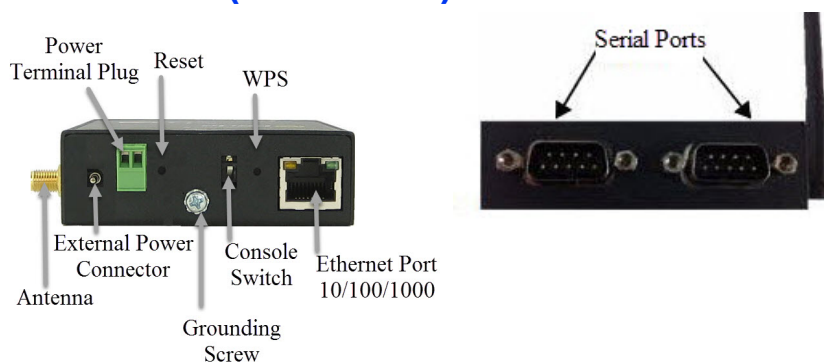 Power
Terminal Plug
Reset
WPS
Serial Ports
External Power
Connector
Console
Switch
Ethernet Port
10/100/1000
Antenna
Grounding
Screw